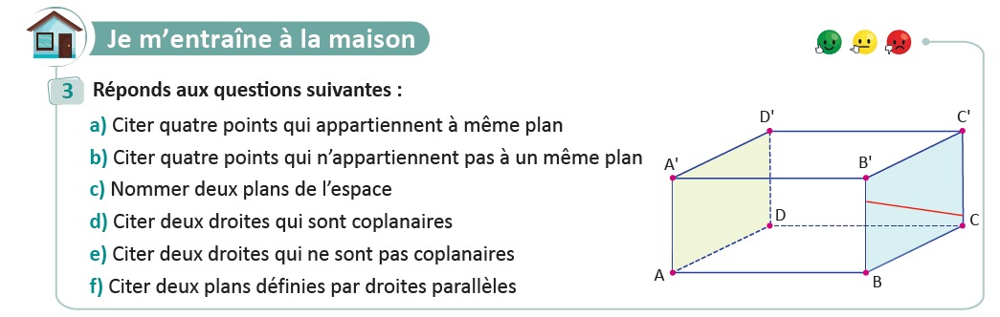 Je m'entraîne à la maison
3 Réponds aux questions suivantes :
a) Citer quatre points qui appartiennent à même plan
b) Citer quatre points qui n'appartiennent pas à un même plan
c) Nommer deux plans de l'espace
d) Citer deux droites qui sont coplanaires
e) Citer deux droites qui ne sont pas coplanaires
f) Citer deux plans définies par droites parallèles
D' C'
A' B'
D C
A B